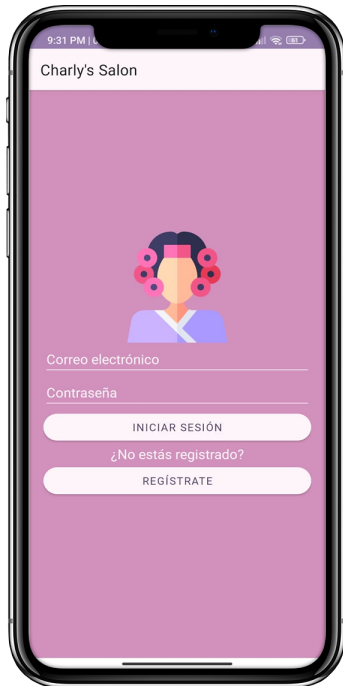 9:31 PM |
Charly's Salon
Correo electrónico
Contraseña
INICIAR SESIÓN
¿No estás registrado?
REGÍSTRATE